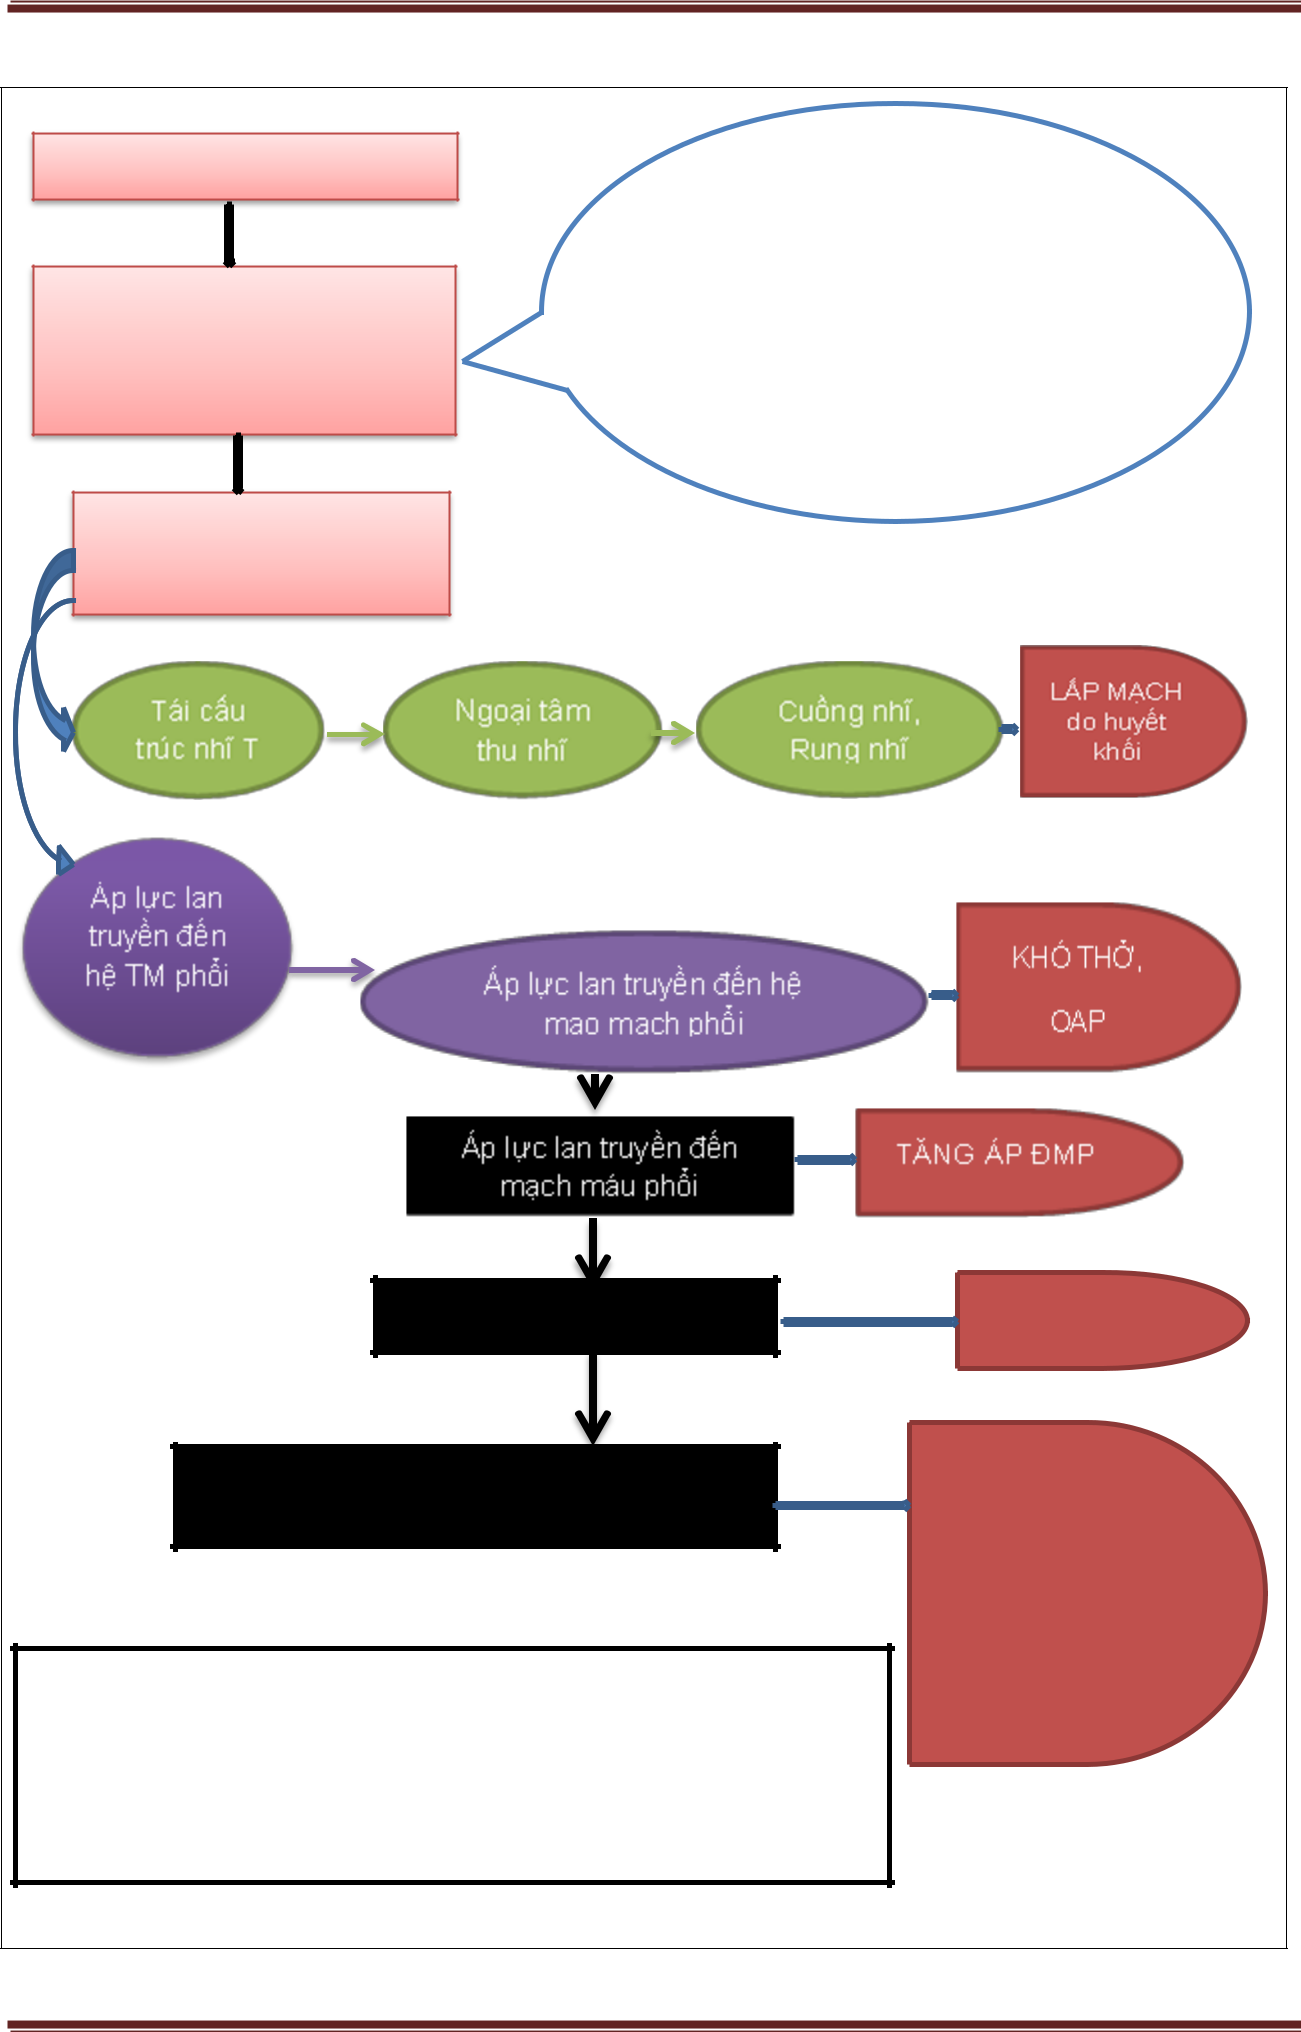 Tái cấu
trúc nhĩ T
Ngoại tâm
thu nhĩ
Cuồng nhĩ,
Rung nhĩ
LẮP MẠCH
do huyết
khối
Áp lực lan
truyền đến
hệ TM phổi
Áp lực lan truyền đến hệ
mao mach phổi
KHÓ THỞ,
OAP
Áp lực lan truyền đến
mạch máu phổi
TĂNG ÁP ĐMP